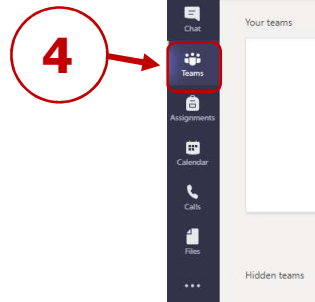 Chat
Your teams
4
Teams
Assignments
Calendar
Calls
Files
Hidden teams